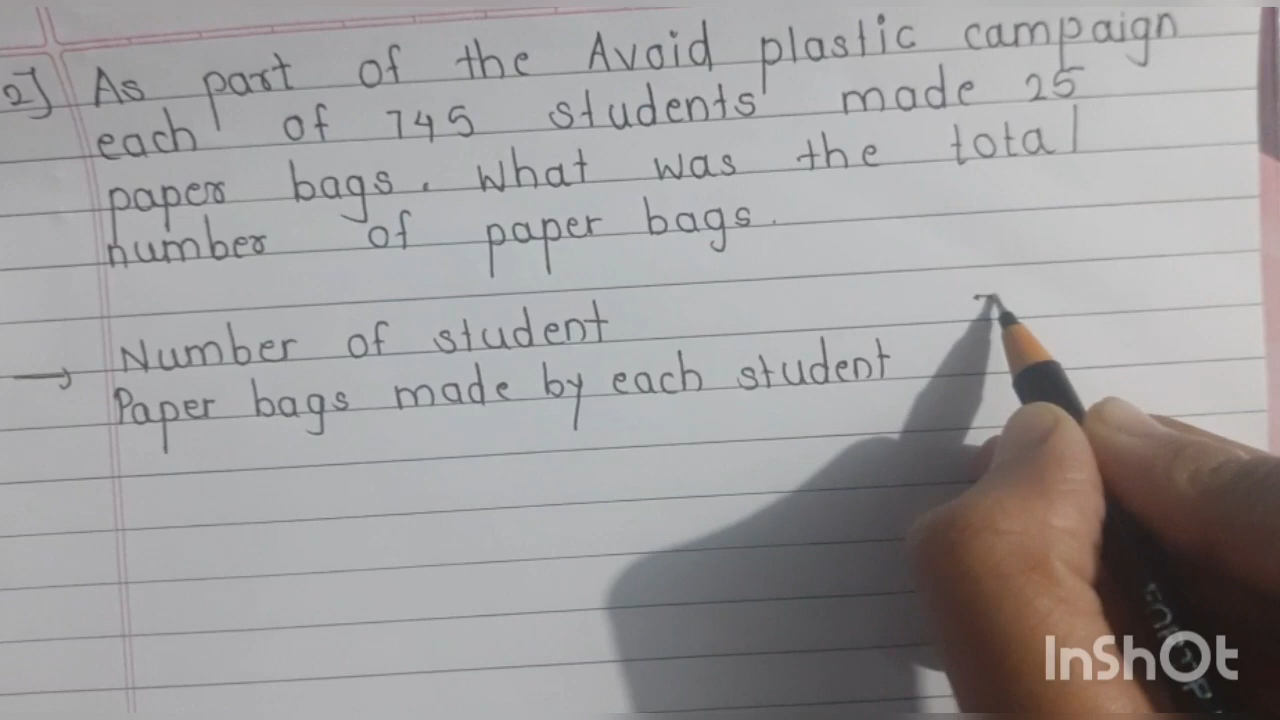 2] As part of the Avoid plastic campaign
each of 745 students made 25
paper bags. What was the total
number of paper bags.
→ Number of student
Paper bags made by each student
InShOt